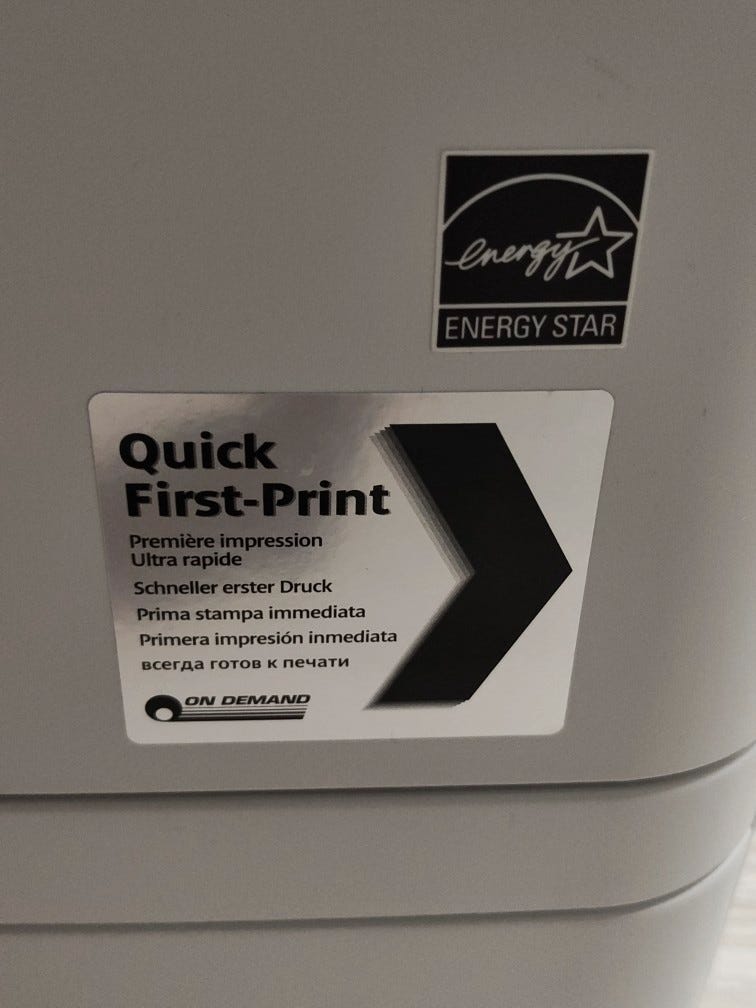 energy
ENERGY STAR
Quick
First-Print
Première impression
Ultra rapide
Schneller erster Druck
Prima stampa immediata
Primera impresión inmediata
всегда готов к печати
ON DEMAND